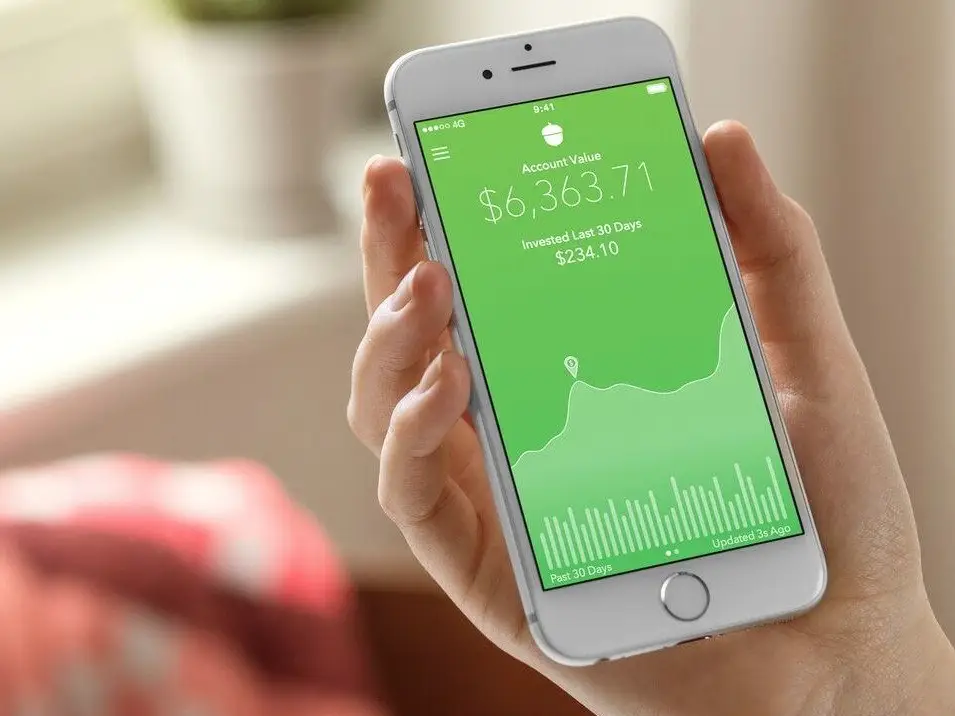 4G
9:41
Account Value
$6,363.71
Invested Last 30 Days
$234.10
Past 30 Days
Updated 3s Ago